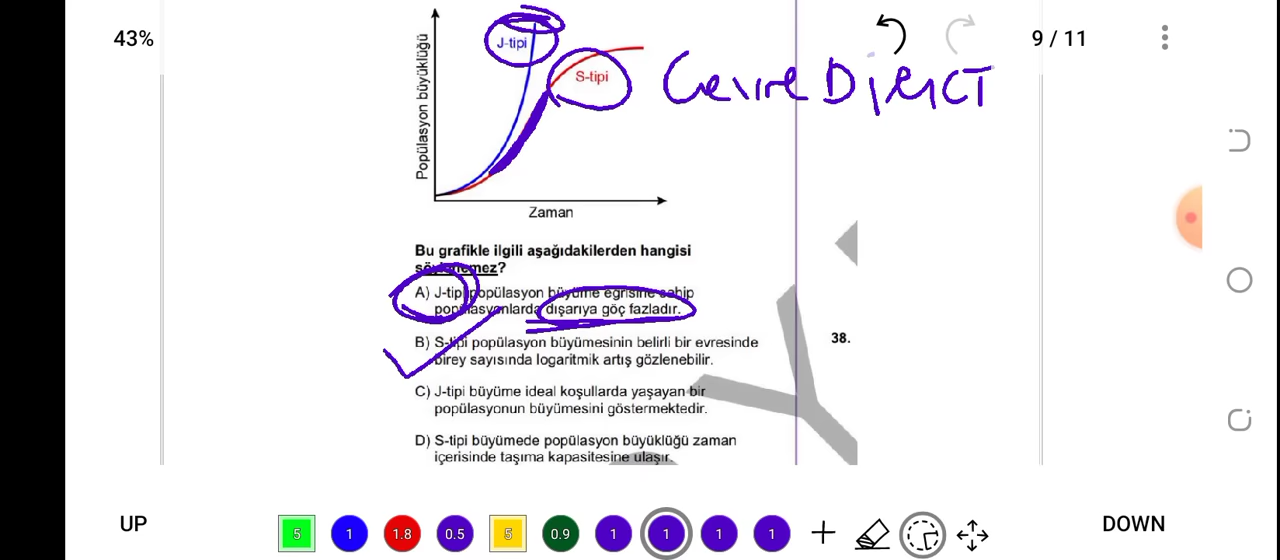 43%
9 / 11
J-tipi
S-tipi
Çevre Direnci
Popülasyon büyüklüğü
Zaman
Bu grafikle ilgili aşağıdakilerden hangisi
söylenemez?
A) J-tipi popülasyon büyüme eğrisine sahip
popülasyonlarda dışarıya göç fazladır.
B) S-tipi popülasyon büyümesinin belirli bir evresinde
birey sayısında logaritmik artış gözlenebilir.
38.
C) J-tipi büyüme ideal koşullarda yaşayan bir
popülasyonun büyümesini göstermektedir.
D) S-tipi büyümede popülasyon büyüklüğü zaman
içerisinde taşıma kapasitesine ulaşır.
UP
5 1 1.8 0.5 5 0.9 1 1 1 1
DOWN